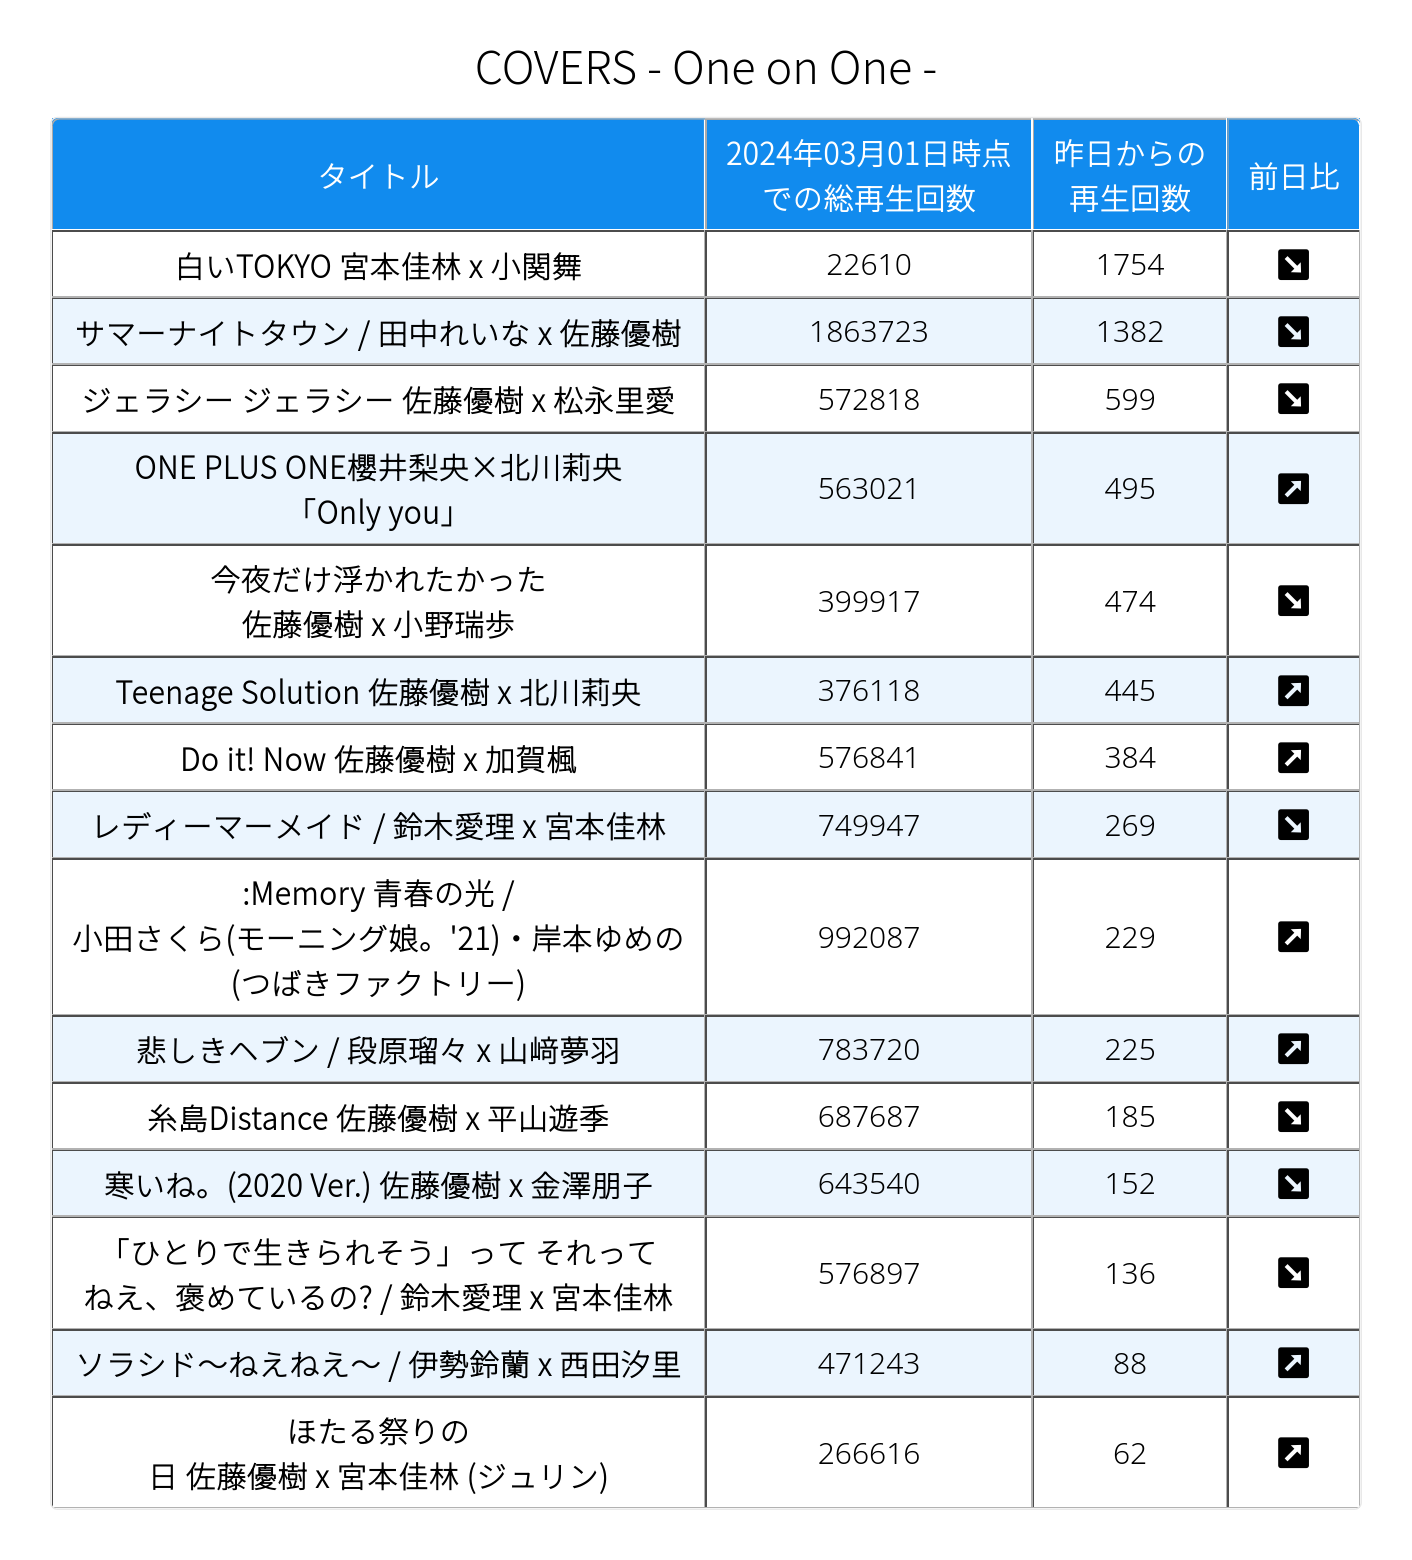 COVERS - One on One -
タイトル
2024年03月01日時点
での総再生回数
昨日からの
再生回数
前日比
白いTOKYO 宮本佳林 x 小関舞
22610
1754
サマーナイトタウン / 田中れいな x 佐藤優樹
1863723
1382
ジェラシー ジェラシー 佐藤優樹 x 松永里愛
572818
599
ONE PLUS ONE櫻井梨央×北川莉央
「Only you」
563021
495
今夜だけ浮かれたかった
佐藤優樹 x 小野瑞歩
399917
474
Teenage Solution 佐藤優樹 x 北川莉央
376118
445
Do it! Now 佐藤優樹 x 加賀楓
576841
384
レディーマーメイド / 鈴木愛理 x 宮本佳林
749947
269
:Memory 青春の光 /
小田さくら(モーニング娘。'21)・岸本ゆめの
(つばきファクトリー)
992087
229
悲しきヘブン / 段原瑠々 x 山﨑夢羽
783720
225
糸島Distance 佐藤優樹 x 平山遊季
687687
185
寒いね。(2020 Ver.) 佐藤優樹 x 金澤朋子
643540
152
「ひとりで生きられそう」って それって
ねえ、褒めているの? / 鈴木愛理 x 宮本佳林
576897
136
ソラシド〜ねえねえ〜 / 伊勢鈴蘭 x 西田汐里
471243
88
ほたる祭りの
日 佐藤優樹 x 宮本佳林 (ジュリン)
266616
62